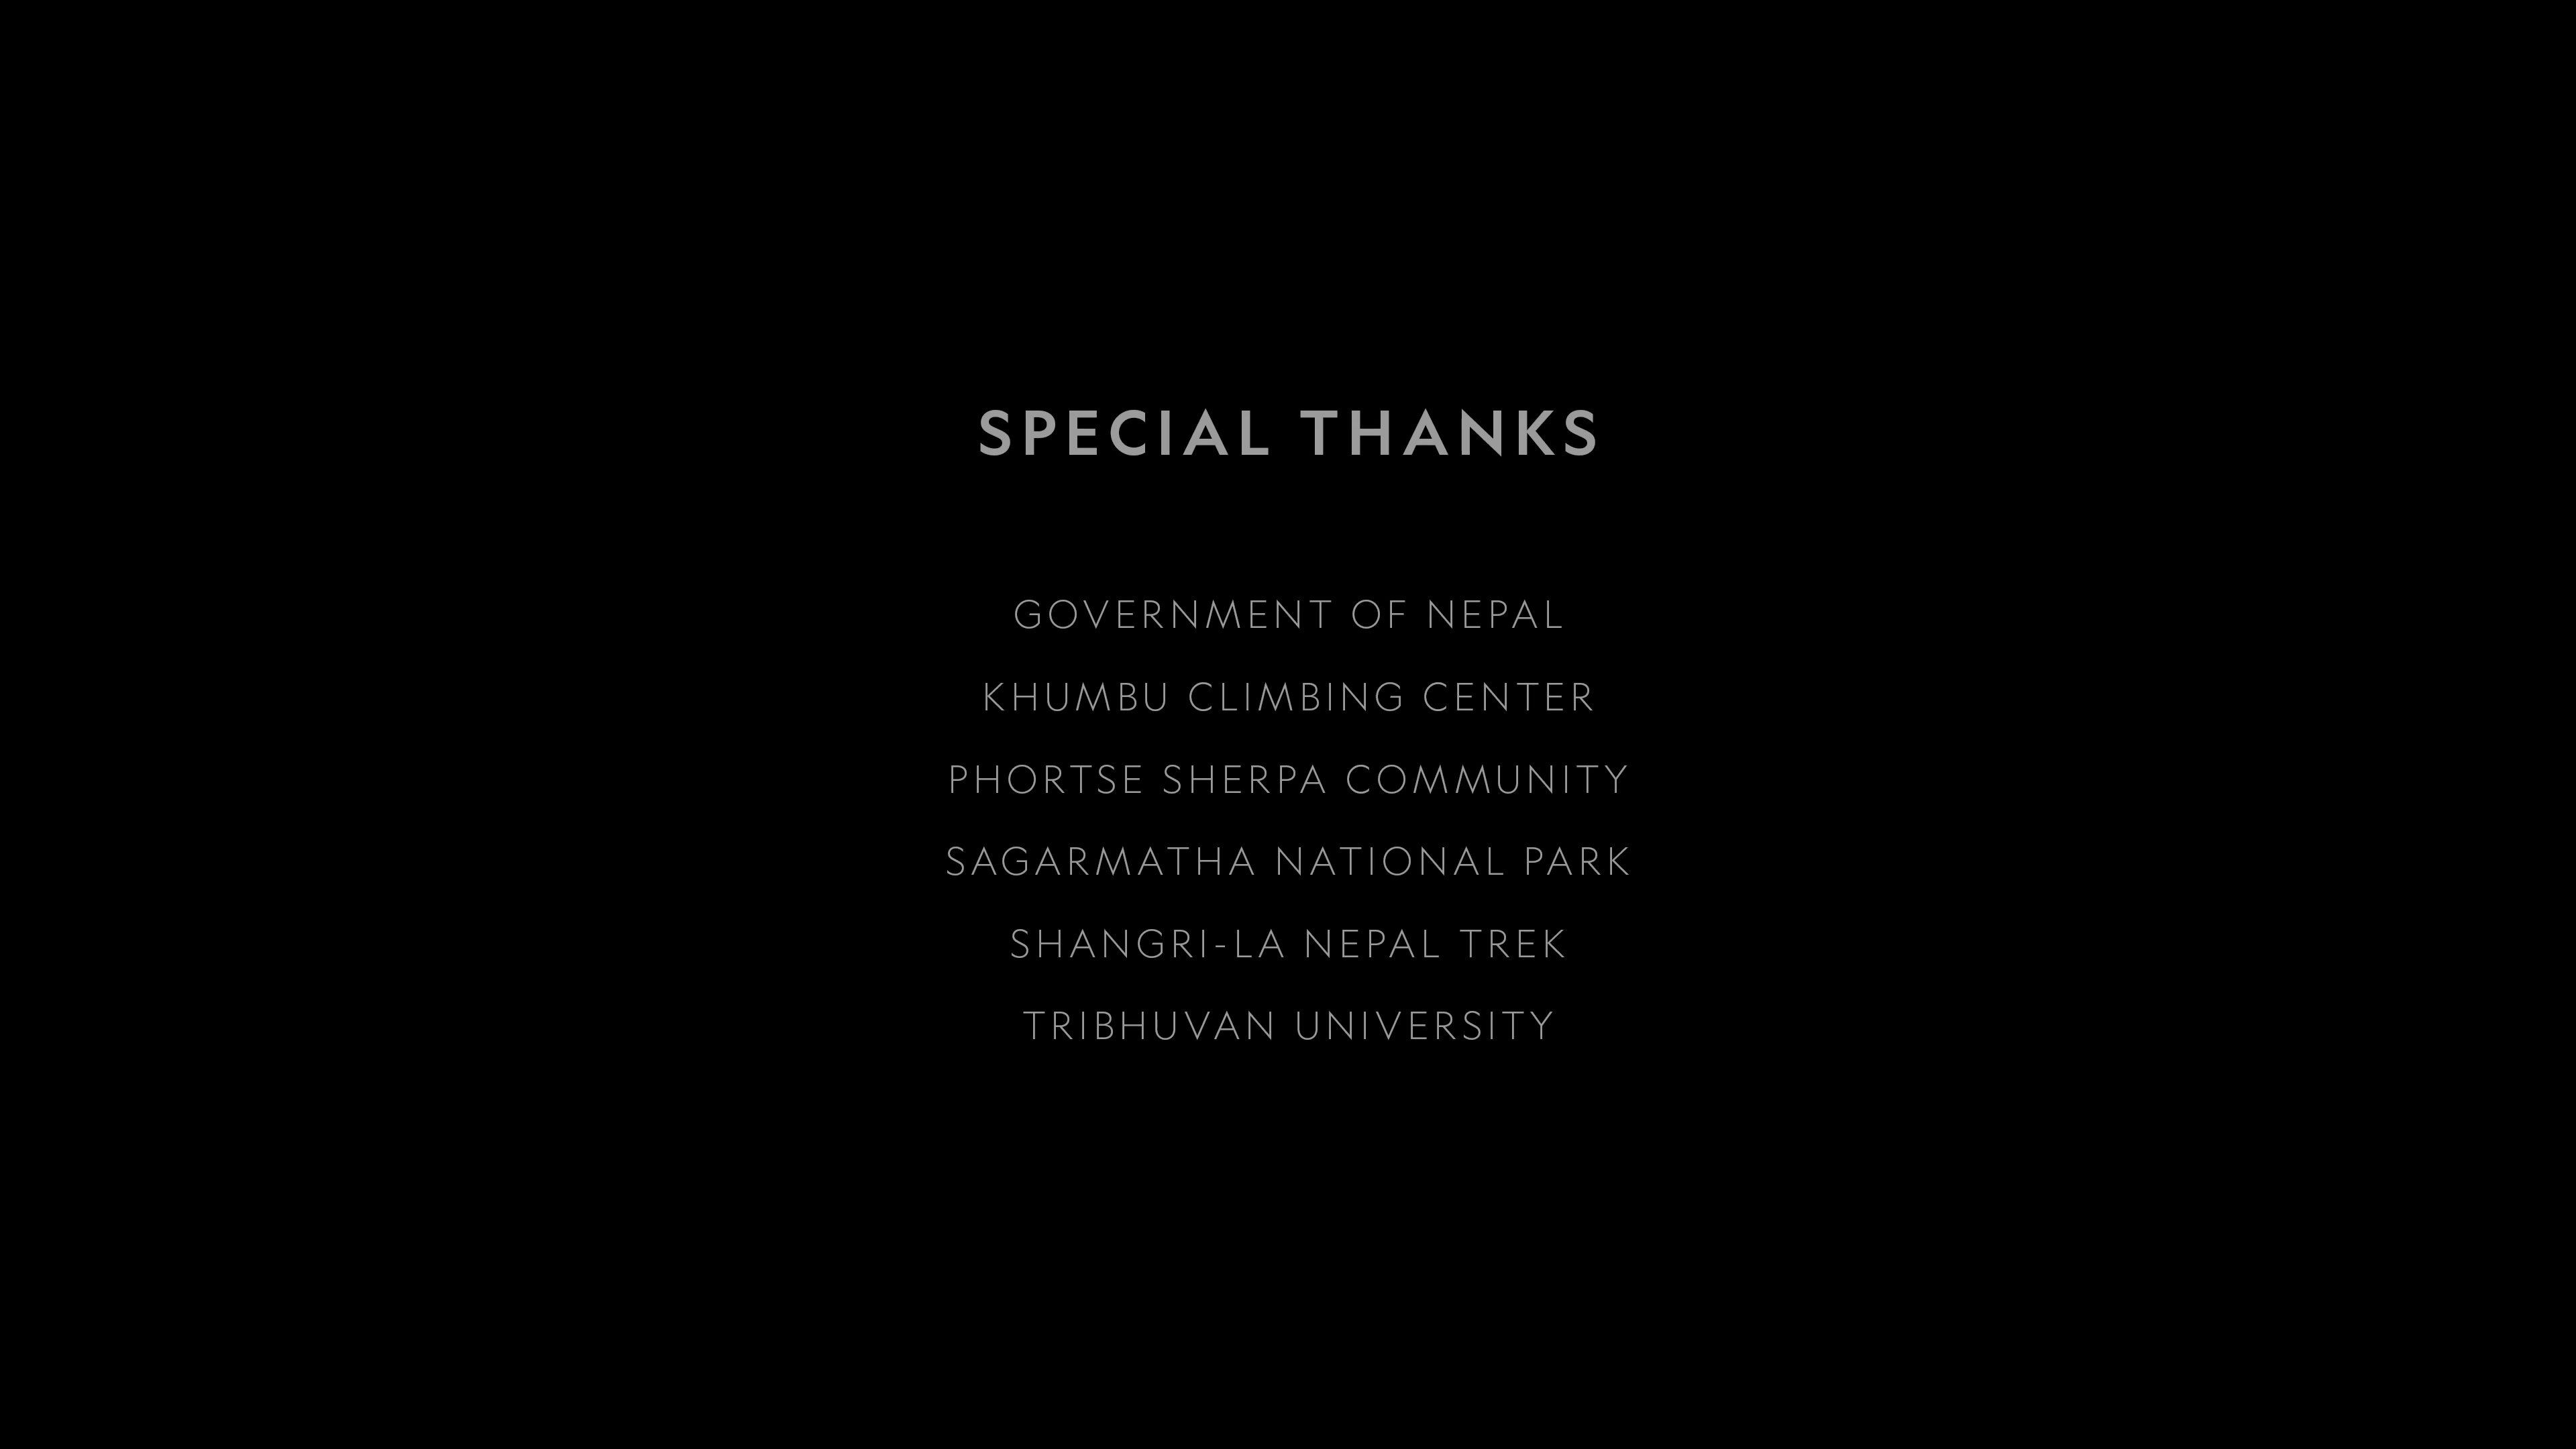 SPECIAL THANKS
GOVERNMENT OF NEPAL
KHUMBU CLIMBING CENTER
PHORTSE SHERPA COMMUNITY
SAGARMATHA NATIONAL PARK
SHANGRI-LA NEPAL TREK
TRIBHUVAN UNIVERSITY